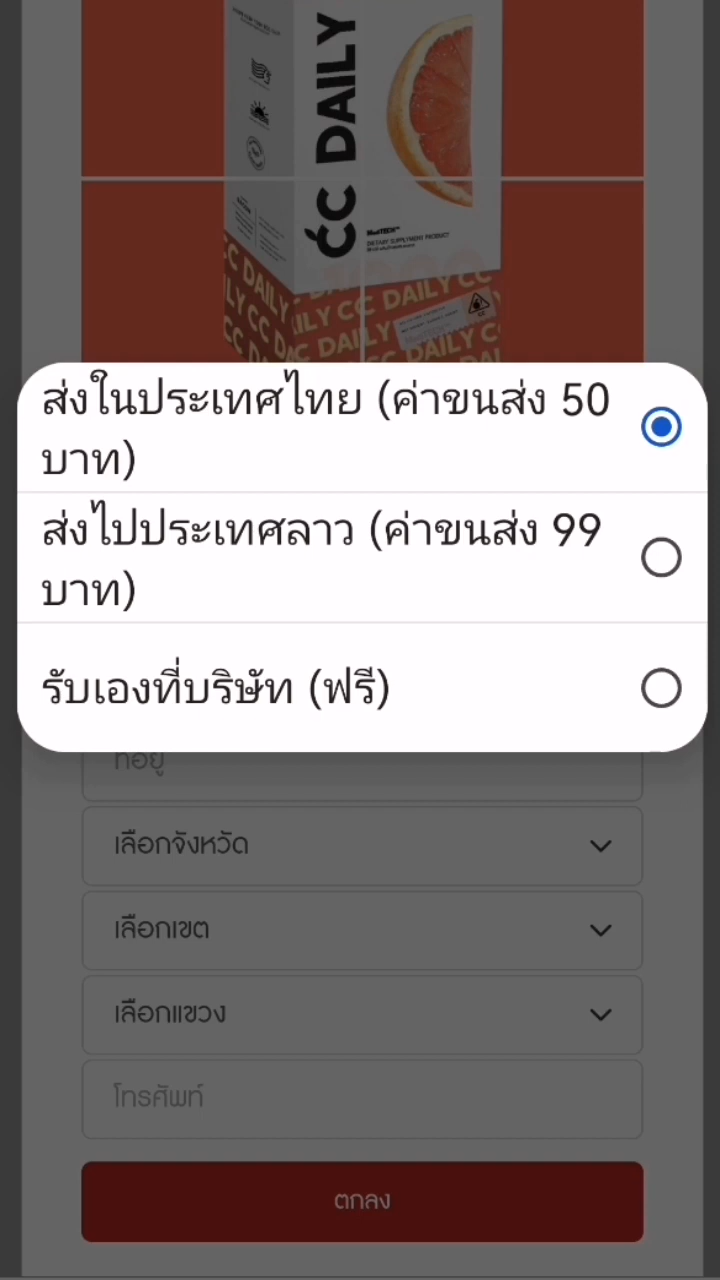 CC DAILY
MediTECH™
DIETARY SUPPLEMENT PRODUCT
ส่งในประเทศไทย (ค่าขนส่ง 50
บาท)
ส่งไปประเทศลาว (ค่าขนส่ง 99
บาท)
รับเองที่บริษัท (ฟรี)
ที่อยู่
เลือกจังหวัด
เลือกเขต
เลือกแขวง
โทรศัพท์
ตกลง